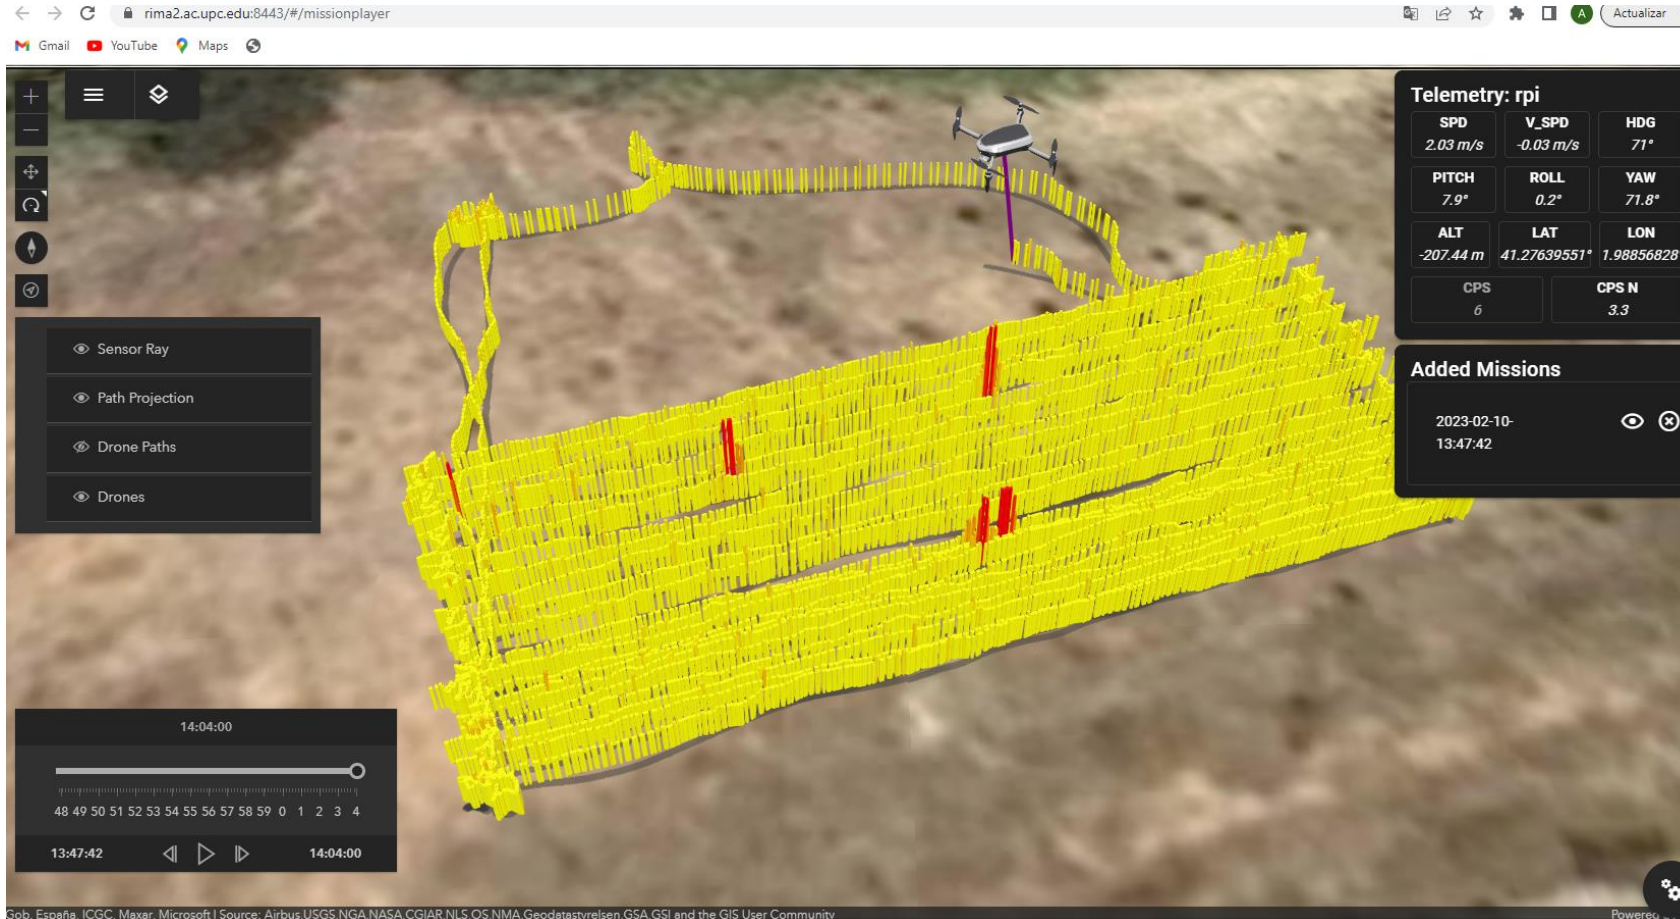 rima2.ac.upc.edu:8443/#/missionplayer
A
Actualizar
Gmail YouTube Maps
Telemetry: rpi
SPD V_SPD HDG
2.03 m/s -0.03 m/s 71°
PITCH ROLL YAW
7.9° 0.2° 71.8°
ALT LAT LON
-207.44 m 41.27639551° 1.98856828
CPS CPS N
6 3.3
Added Missions
2023-02-10-
13:47:42
Sensor Ray
Path Projection
Drone Paths
Drones
14:04:00
48 49 50 51 52 53 54 55 56 57 58 59 0 1 2 3 4
13:47:42 14:04:00
Gob. España, ICGC, Maxar, Microsoft | Source: Airbus,USGS,NGA,NASA,CGIAR,NLS,OS,NMA,Geodatastyrelsen,GSA,GSI and the GIS User Community
Powered